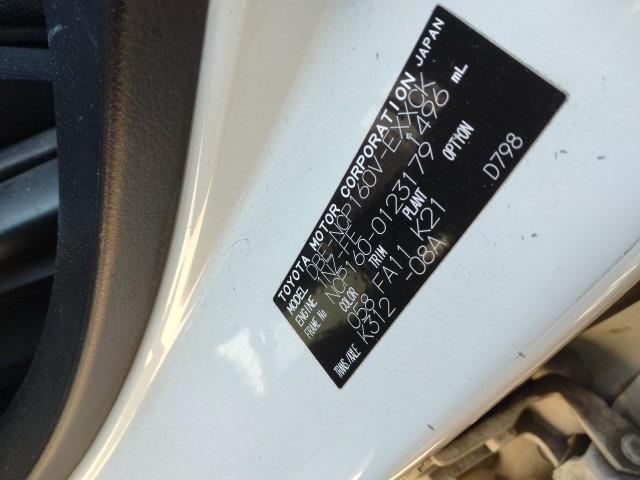 TOYOTA MOTOR CORPORATION JAPAN
MODEL DBE-NCP160V-EXXGK
ENGINE 1NZ-FE 1496 mL
FRAME No. NCP160-0123179
COLOR TRIM PLANT OPTION
058 FA11 K21 D798
TRANS/AXLE K312 -08A